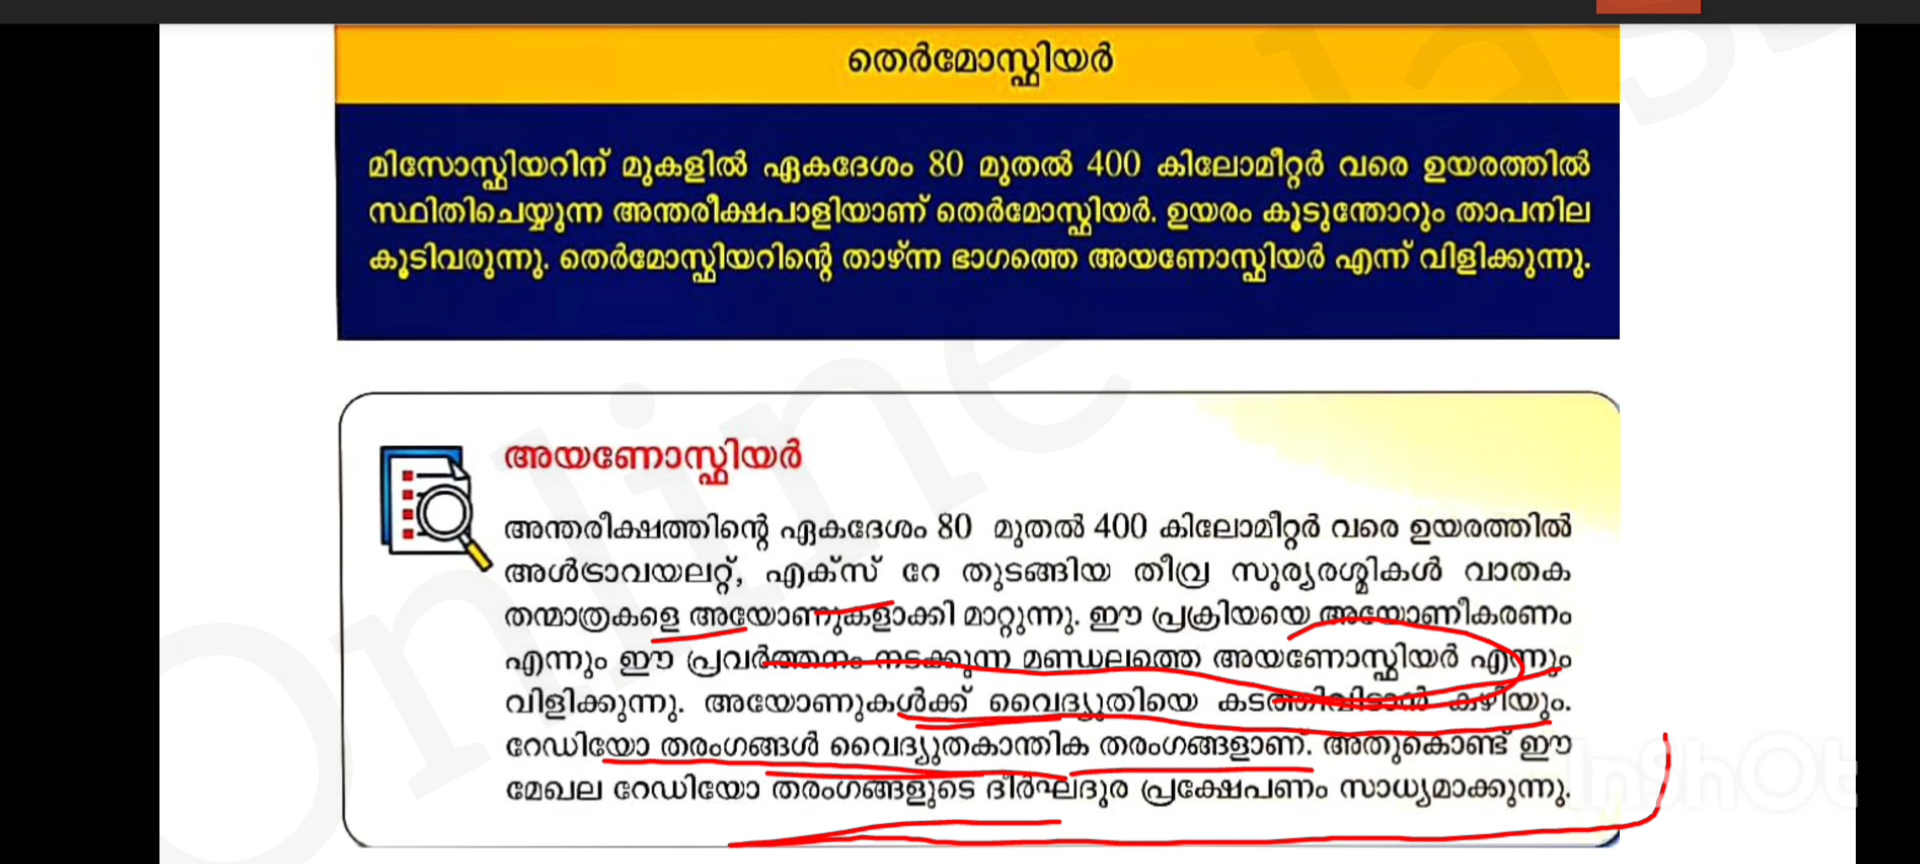 തെർമോസ്ഫിയർ
മിസോസ്ഫിയറിന് മുകളിൽ ഏകദേശം 80 മുതൽ 400 കിലോമീറ്റർ വരെ ഉയരത്തിൽ
സ്ഥിതിചെയ്യുന്ന അന്തരീക്ഷപാളിയാണ് തെർമോസ്ഫിയർ. ഉയരം കൂടുന്തോറും താപനില
കൂടിവരുന്നു. തെർമോസ്ഫിയറിന്റെ താഴ്ന്ന ഭാഗത്തെ അയണോസ്ഫിയർ എന്ന് വിളിക്കുന്നു.
അയണോസ്ഫിയർ
അന്തരീക്ഷത്തിന്റെ ഏകദേശം 80 മുതൽ 400 കിലോമീറ്റർ വരെ ഉയരത്തിൽ
അൾട്രാവയലറ്റ്, എക്സ് റേ തുടങ്ങിയ തീവ്ര സൂര്യരശ്മികൾ വാതക
തന്മാത്രകളെ അയോണുകളാക്കി മാറ്റുന്നു. ഈ പ്രക്രിയയെ അയോണീകരണം
എന്നും ഈ പ്രവർത്തനം നടക്കുന്ന മണ്ഡലത്തെ അയണോസ്ഫിയർ എന്നും
വിളിക്കുന്നു. അയോണുകൾക്ക് വൈദ്യുതിയെ കടത്തിവിടാൻ കഴിയും.
റേഡിയോ തരംഗങ്ങൾ വൈദ്യുതകാന്തിക തരംഗങ്ങളാണ്. അതുകൊണ്ട് ഈ
മേഖല റേഡിയോ തരംഗങ്ങളുടെ ദീർഘദൂര പ്രക്ഷേപണം സാധ്യമാക്കുന്നു.
Online
InShOt